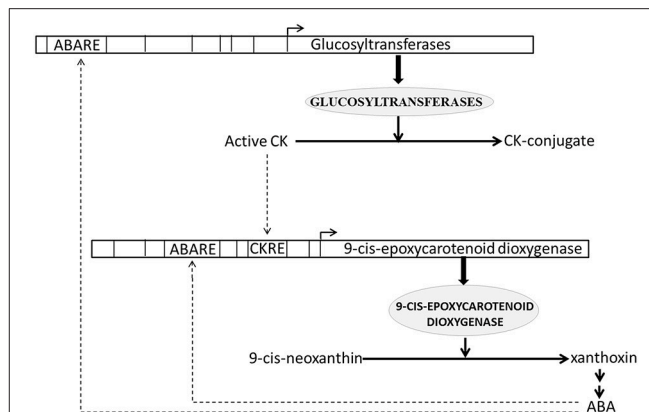 ABARE Glucosyltransferases
GLUCOSYLTRANSFERASES
Active CK CK-conjugate
ABARE CKRE 9-cis-epoxycarotenoid dioxygenase
9-CIS-EPOXYCAROTENOID
DIOXYGENASE
9-cis-neoxanthin xanthoxin
ABA